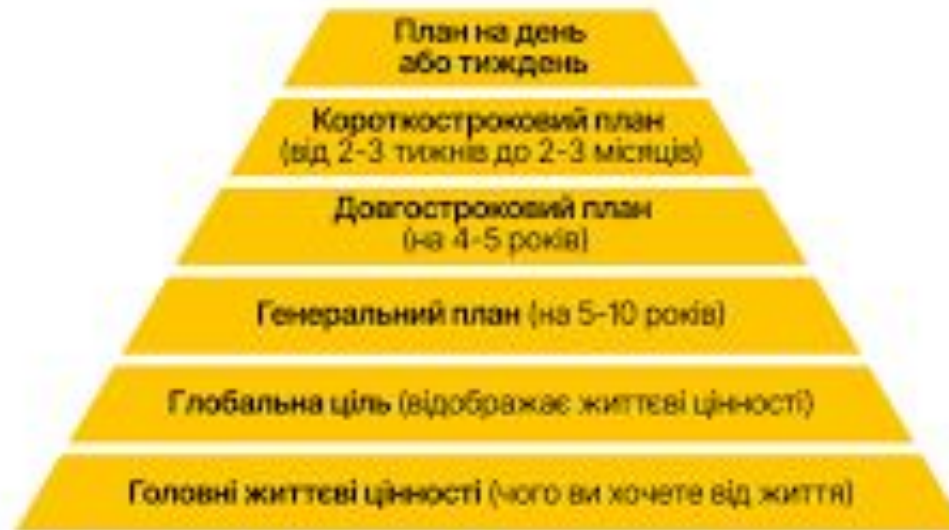 План на день
або тиждень
Короткостроковий план
(від 2-3 тижнів до 2-3 місяців)
Довгостроковий план
(на 4-5 років)
Генеральний план (на 5-10 років)
Глобальна ціль (відображає життєві цінності)
Головні життєві цінності (чого ви хочете від життя)